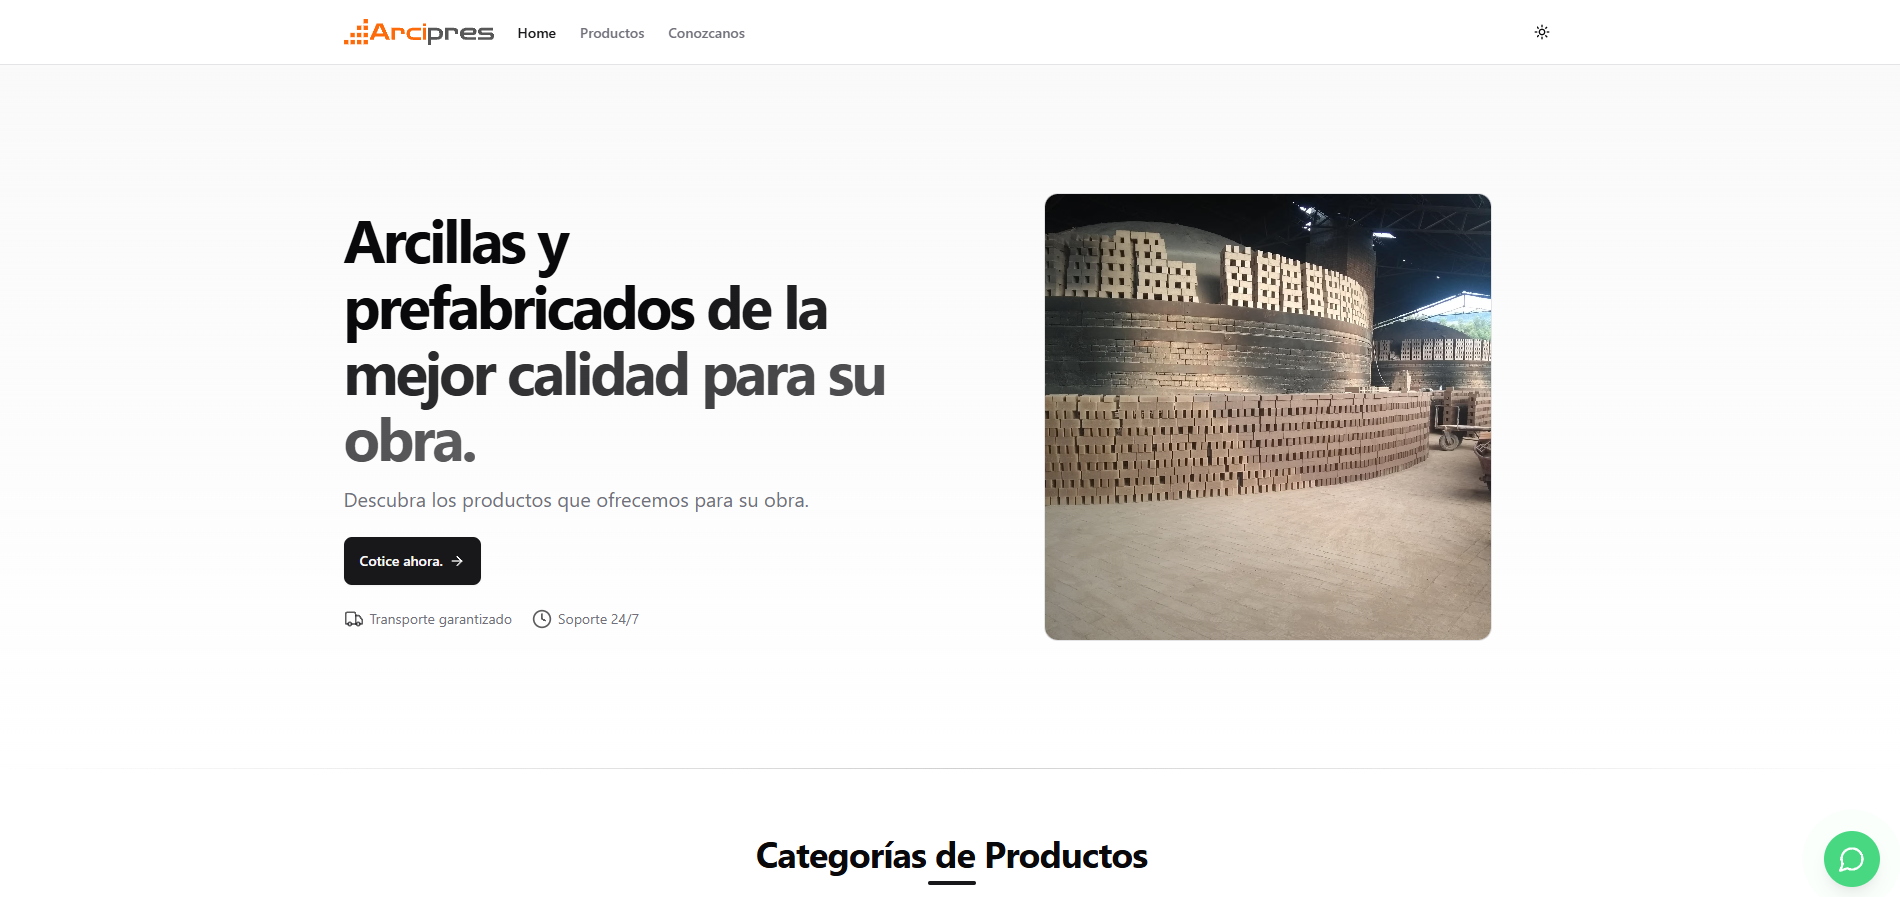 Arcipres
Home
Productos
Conozcanos
Arcillas y
prefabricados de la
mejor calidad para su
obra.
Descubra los productos que ofrecemos para su obra.
Cotice ahora.
Transporte garantizado
Soporte 24/7
Categorías de Productos